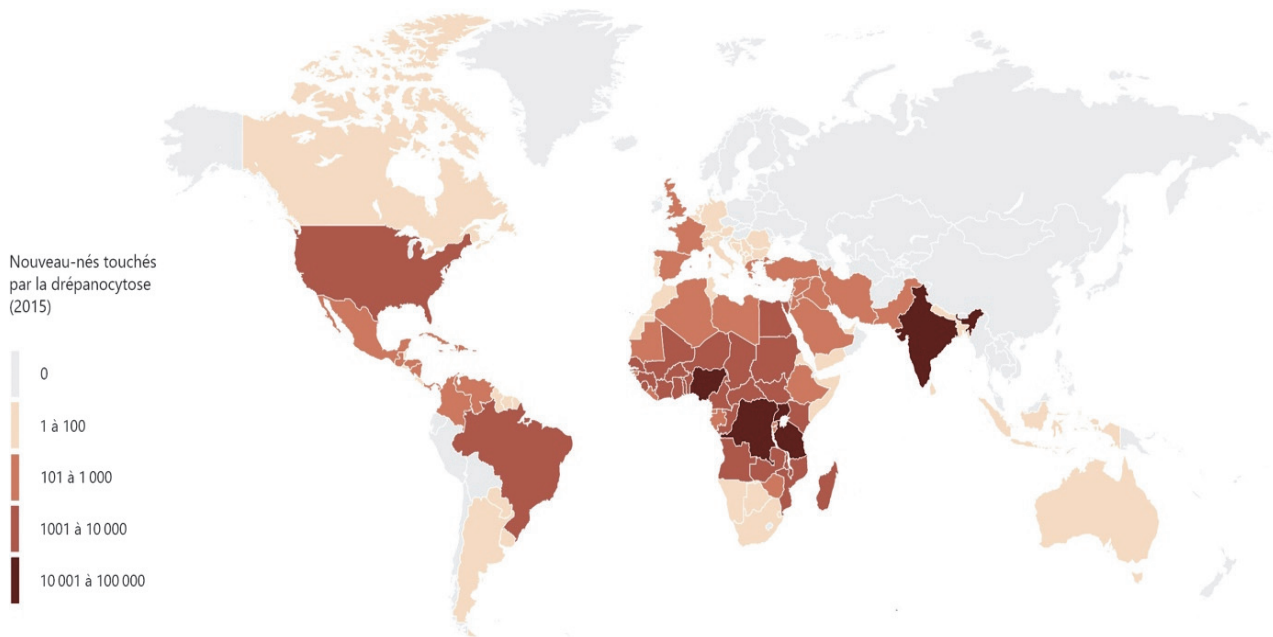 Nouveau-nés touchés
par la drépanocytose
(2015)
0
1 à 100
101 à 1 000
1001 à 10 000
10 001 à 100 000